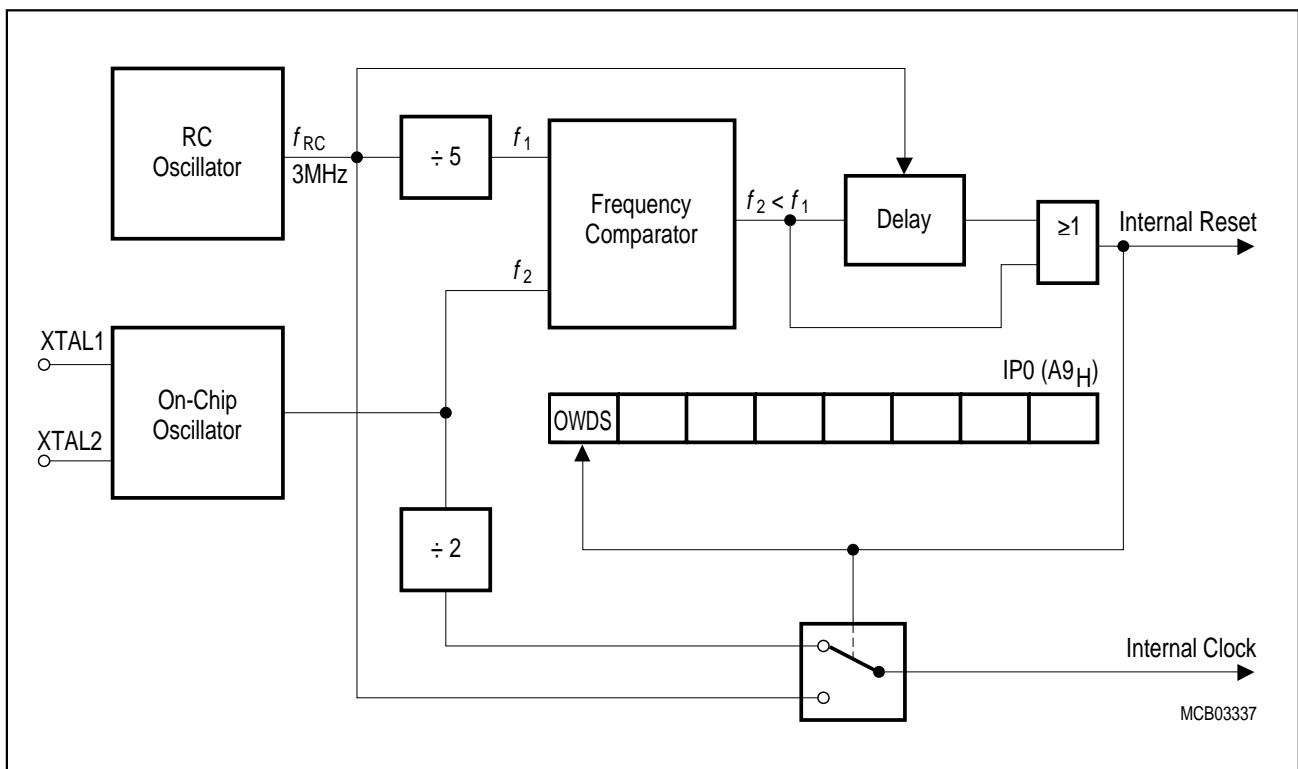 RC
Oscillator
fRC
3MHz
÷ 5
f1
Frequency
Comparator
f2 < f1
Delay
≥1
Internal Reset
f2
XTAL1
XTAL2
On-Chip
Oscillator
IP0 (A9H)
OWDS
÷ 2
Internal Clock
MCB03337